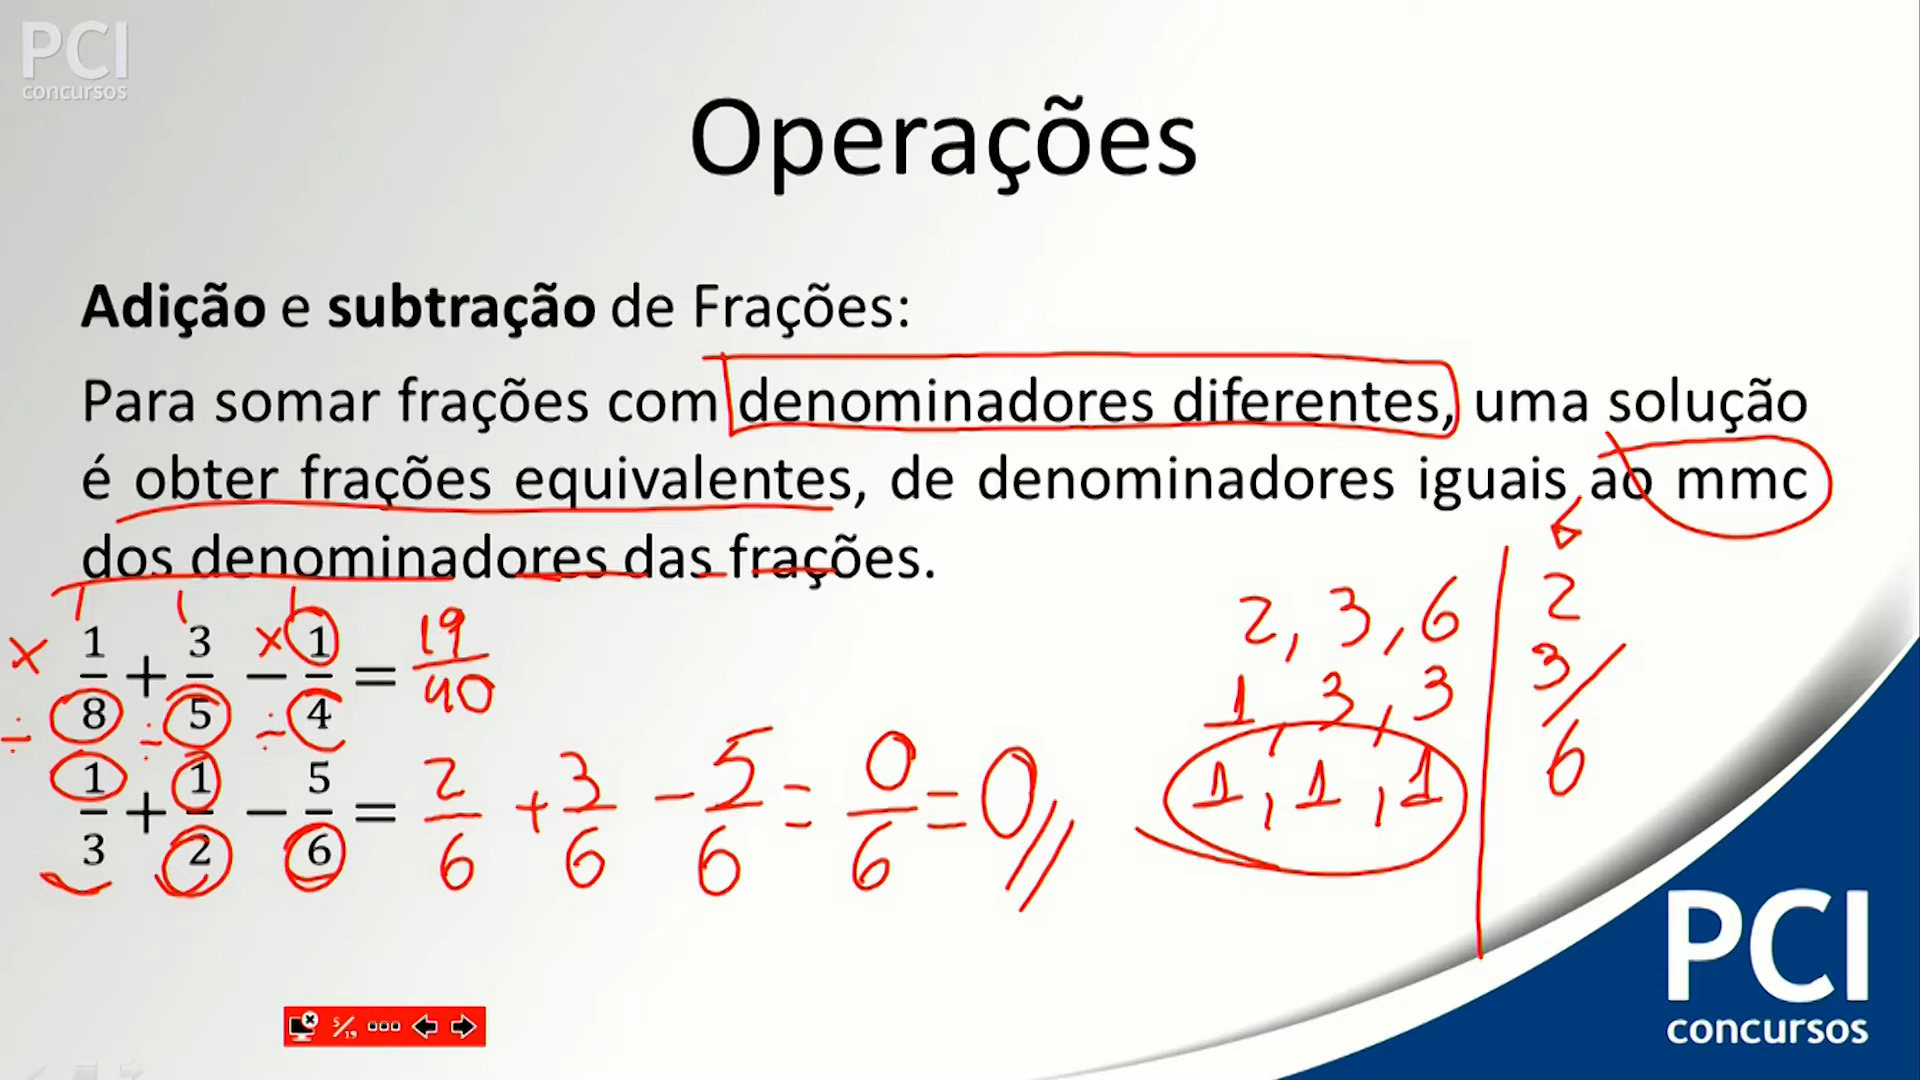 PCI
concursos
Operações
Adição e subtração de Frações:
Para somar frações com denominadores diferentes, uma solução
é obter frações equivalentes, de denominadores iguais ao mmc
dos denominadores das frações.
× 1/8 + 3/5 − × 1/4 = 19/40
÷ ÷ ÷
1/3 + 1/2 − 5/6 = 2/6 + 3/6 − 5/6 = 0/6 = 0//
2, 3, 6 | 2
1, 3, 3 | 3
1, 1, 1 | 6
5/19
PCI
concursos